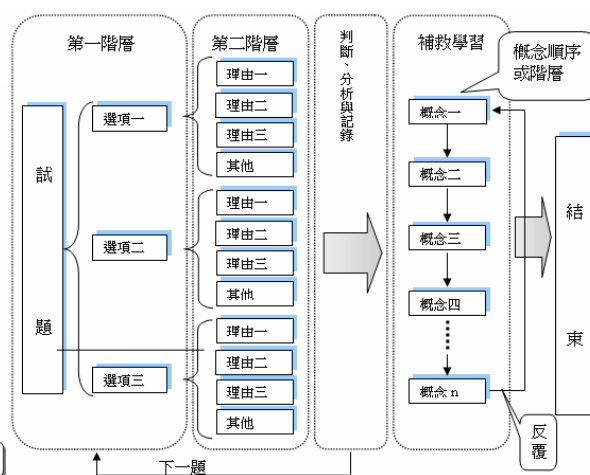 第一階層
試題
選項一
選項二
選項三
第二階層
理由一
理由二
理由三
其他
理由一
理由二
理由三
其他
理由一
理由二
理由三
其他
判斷、分析與記錄
補救學習
概念順序
或階層
概念一
概念二
概念三
概念四
概念 n
反覆
結束
下一題